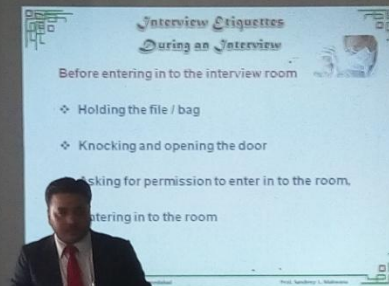 Interview Etiquettes
During an Interview
Before entering in to the interview room
❖ Holding the file / bag
❖ Knocking and opening the door
sking for permission to enter in to the room.
tering in to the room